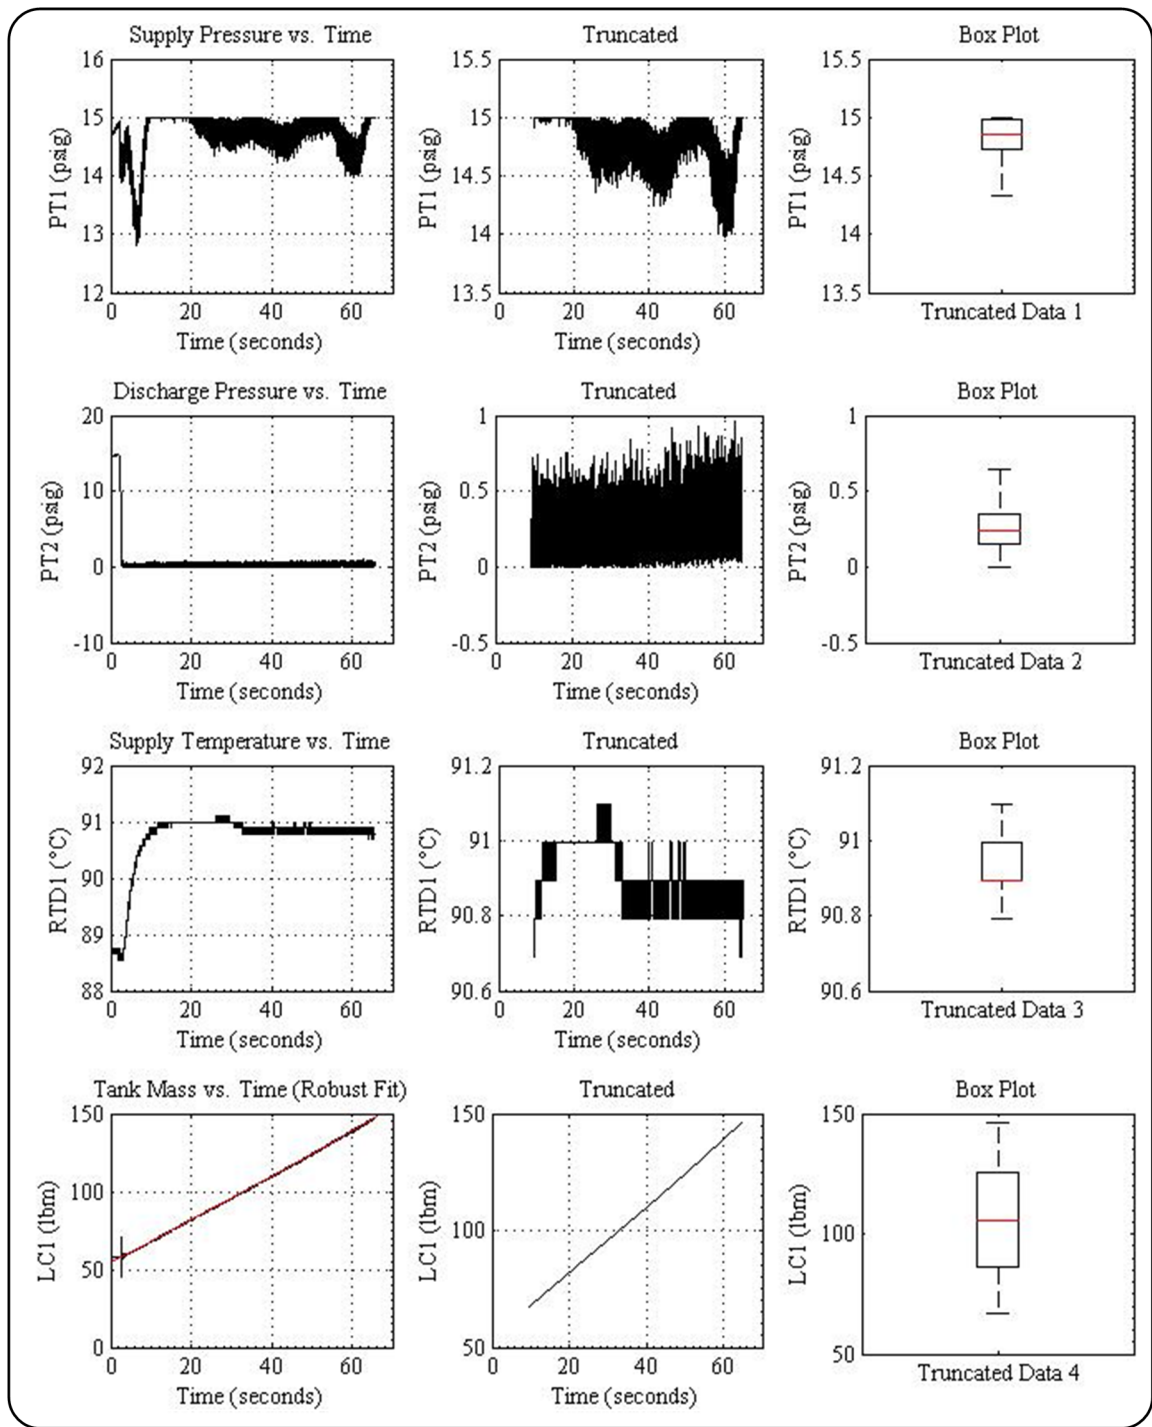 Supply Pressure vs. Time
16
15
14
13
12
PT1 (psig)
0 20 40 60
Time (seconds)
Truncated
15.5
15
14.5
14
13.5
PT1 (psig)
0 20 40 60
Time (seconds)
Box Plot
15.5
15
14.5
14
13.5
PT1 (psig)
Truncated Data 1
Discharge Pressure vs. Time
20
10
0
-10
PT2 (psig)
0 20 40 60
Time (seconds)
Truncated
1
0.5
0
-0.5
PT2 (psig)
0 20 40 60
Time (seconds)
Box Plot
1
0.5
0
-0.5
PT2 (psig)
Truncated Data 2
Supply Temperature vs. Time
92
91
90
89
88
RTD1 (°C)
0 20 40 60
Time (seconds)
Truncated
91.2
91
90.8
90.6
RTD1 (°C)
0 20 40 60
Time (seconds)
Box Plot
91.2
91
90.8
90.6
RTD1 (°C)
Truncated Data 3
Tank Mass vs. Time (Robust Fit)
150
100
50
0
LC1 (lbm)
0 20 40 60
Time (seconds)
Truncated
150
100
50
LC1 (lbm)
0 20 40 60
Time (seconds)
Box Plot
150
100
50
LC1 (lbm)
Truncated Data 4